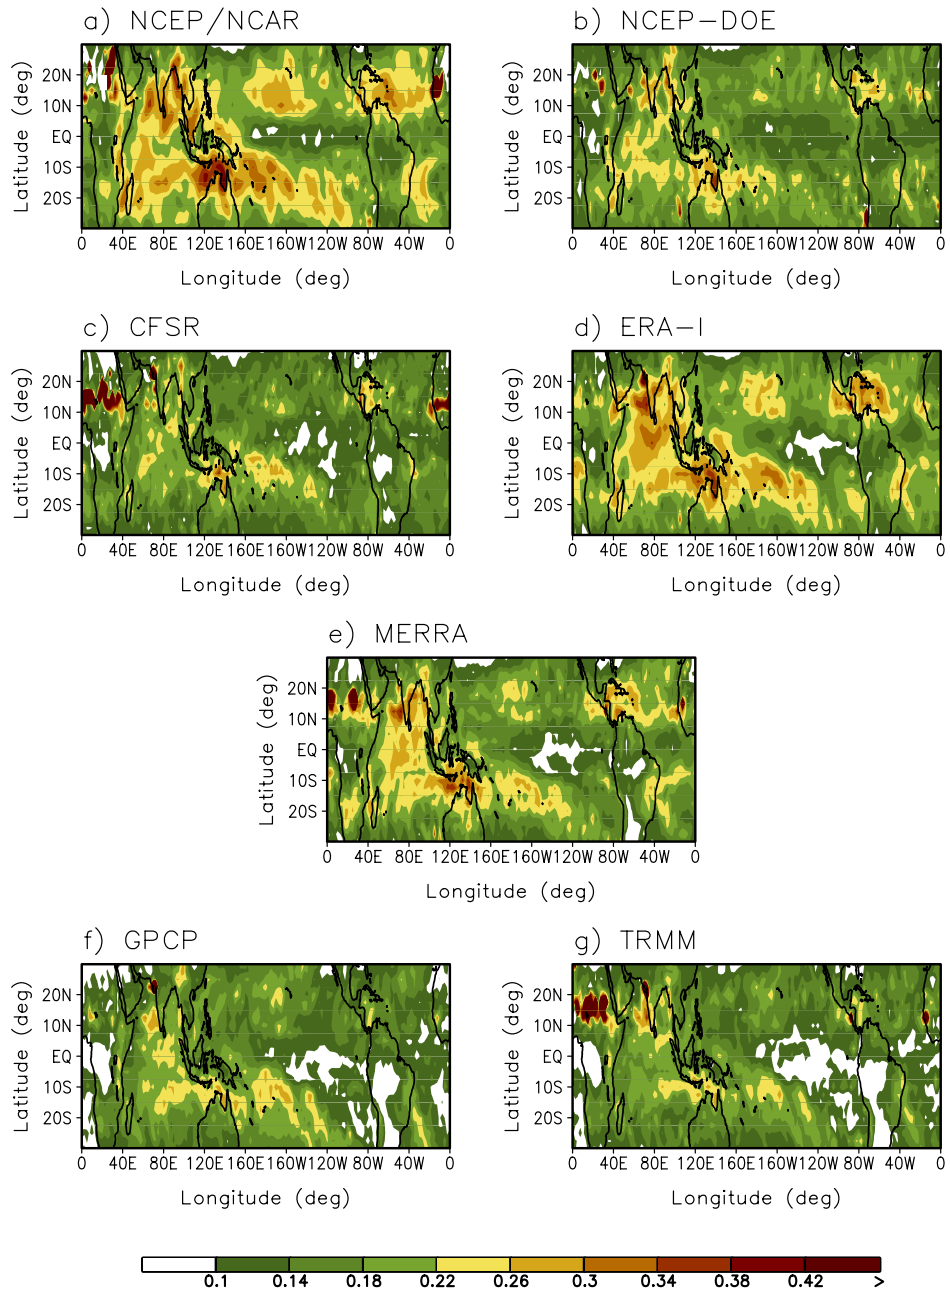 a) NCEP/NCAR
b) NCEP-DOE
Latitude (deg)
20N
10N
EQ
10S
20S
0 40E 80E 120E 160E 160W 120W 80W 40W 0
Longitude (deg)
Latitude (deg)
20N
10N
EQ
10S
20S
0 40E 80E 120E 160E 160W 120W 80W 40W 0
Longitude (deg)
c) CFSR
d) ERA-I
Latitude (deg)
20N
10N
EQ
10S
20S
0 40E 80E 120E 160E 160W 120W 80W 40W 0
Longitude (deg)
Latitude (deg)
20N
10N
EQ
10S
20S
0 40E 80E 120E 160E 160W 120W 80W 40W 0
Longitude (deg)
e) MERRA
Latitude (deg)
20N
10N
EQ
10S
20S
0 40E 80E 120E 160E 160W 120W 80W 40W 0
Longitude (deg)
f) GPCP
g) TRMM
Latitude (deg)
20N
10N
EQ
10S
20S
0 40E 80E 120E 160E 160W 120W 80W 40W 0
Longitude (deg)
Latitude (deg)
20N
10N
EQ
10S
20S
0 40E 80E 120E 160E 160W 120W 80W 40W 0
Longitude (deg)
0.1 0.14 0.18 0.22 0.26 0.3 0.34 0.38 0.42 >